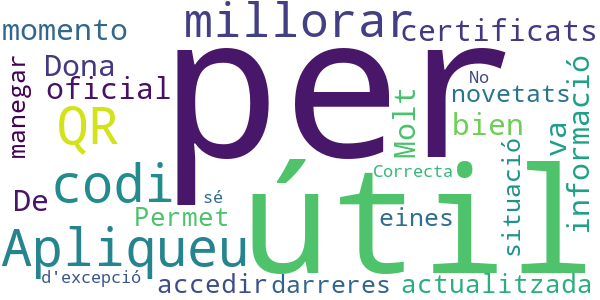 millorar
certificats
momento
per
Dona
No
oficial
novetats
manegar
QR
Molt
bien
va
informació
codi
útil
situació
Correcta
De
sé
Permet
eines
Apliqueu
d'excepció
accedir
darreres
actualitzada